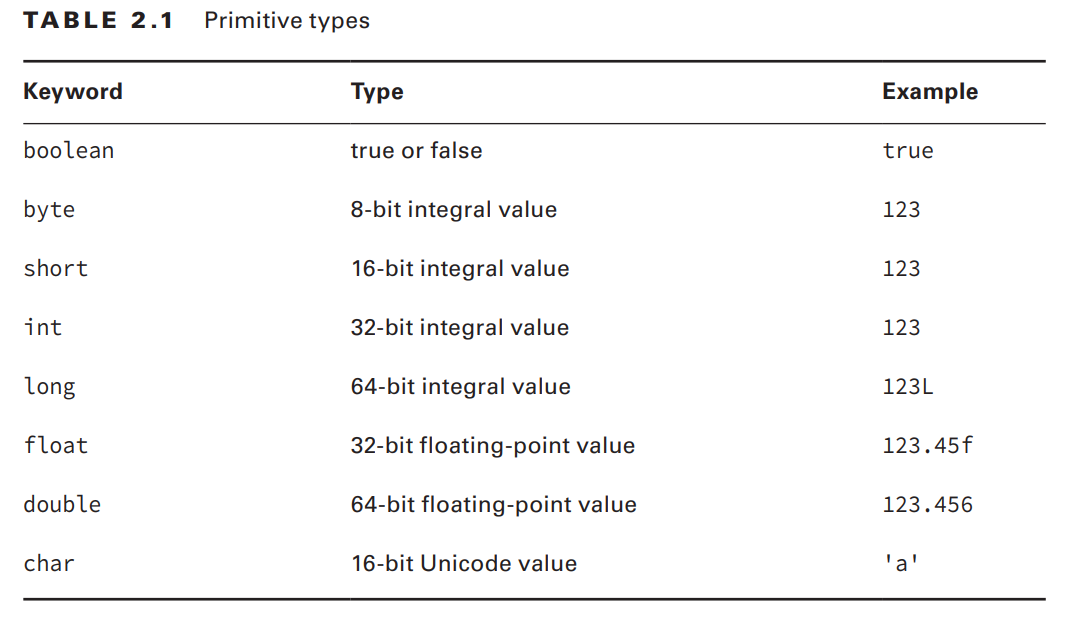 TABLE 2.1 Primitive types
Keyword Type Example
boolean true or false true
byte 8-bit integral value 123
short 16-bit integral value 123
int 32-bit integral value 123
long 64-bit integral value 123L
float 32-bit floating-point value 123.45f
double 64-bit floating-point value 123.456
char 16-bit Unicode value 'a'